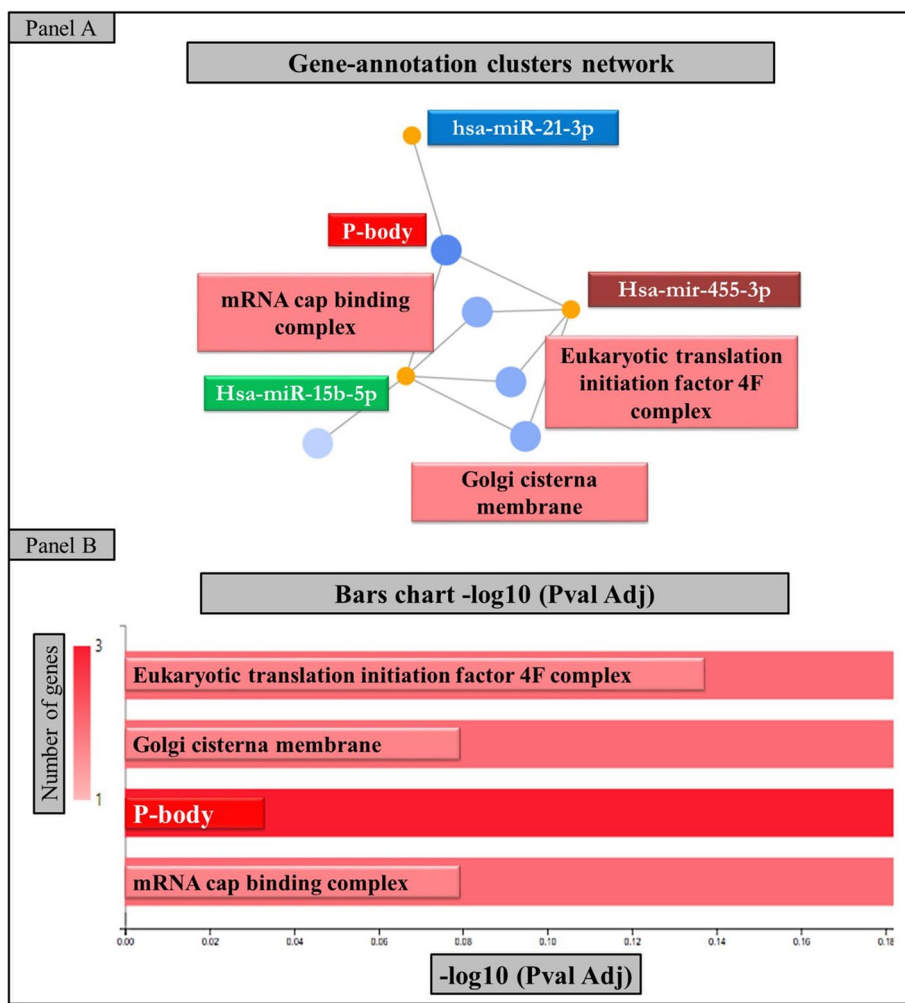 Panel A
Gene-annotation clusters network
hsa-miR-21-3p
P-body
Hsa-mir-455-3p
mRNA cap binding
complex
Eukaryotic translation
initiation factor 4F
complex
Hsa-miR-15b-5p
Golgi cisterna
membrane
Panel B
Bars chart -log10 (Pval Adj)
Number of genes
3
1
Eukaryotic translation initiation factor 4F complex
Golgi cisterna membrane
P-body
mRNA cap binding complex
0.00 0.02 0.04 0.06 0.08 0.10 0.12 0.14 0.16 0.18
-log10 (Pval Adj)